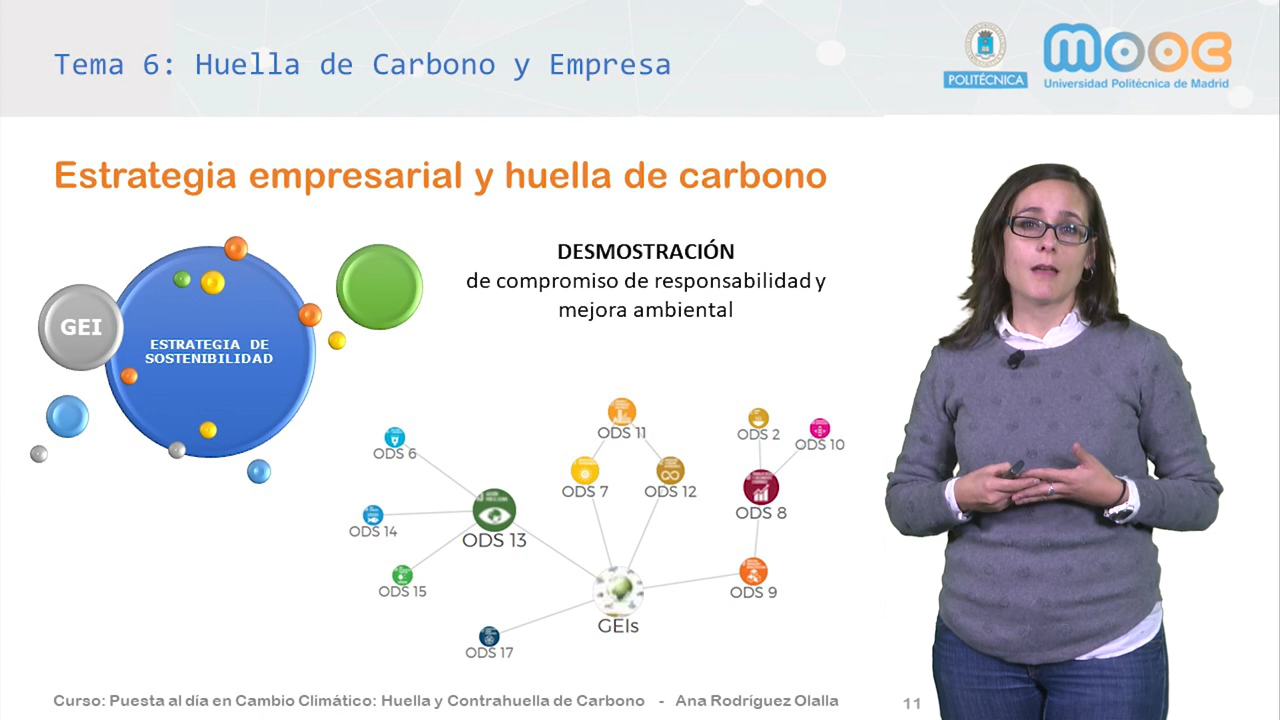 Tema 6: Huella de Carbono y Empresa
POLITÉCNICA
mooc
Universidad Politécnica de Madrid
Estrategia empresarial y huella de carbono
GEI
ESTRATEGIA DE
SOSTENIBILIDAD
DESMOSTRACIÓN
de compromiso de responsabilidad y
mejora ambiental
ODS 6
ODS 14
ODS 15
ODS 13
ODS 17
ODS 11
ODS 7
ODS 12
GEIs
ODS 2
ODS 10
ODS 8
ODS 9
Curso: Puesta al día en Cambio Climático: Huella y Contrahuella de Carbono - Ana Rodríguez Olalla
11